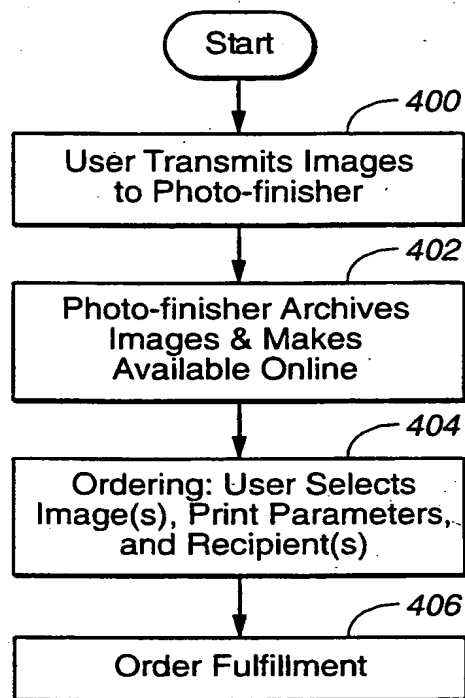 Start
400
User Transmits Images
to Photo-finisher
402
Photo-finisher Archives
Images & Makes
Available Online
404
Ordering: User Selects
Image(s), Print Parameters,
and Recipient(s)
406
Order Fulfillment